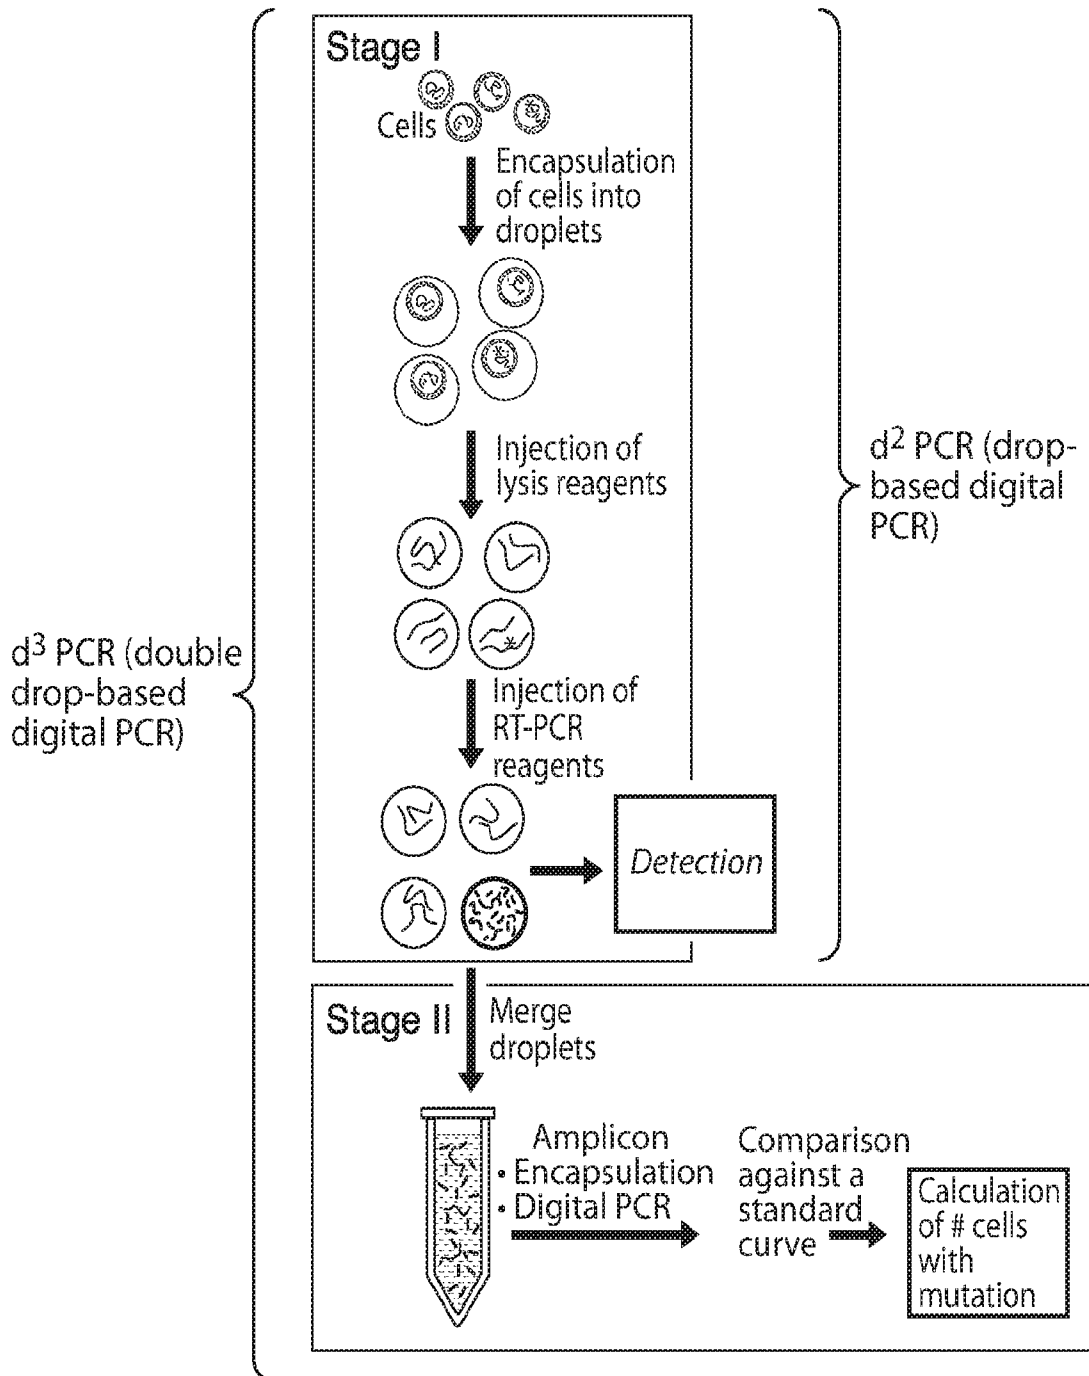 Stage I
Cells
Encapsulation
of cells into
droplets
Injection of
lysis reagents
Injection of
RT-PCR
reagents
Detection
d² PCR (drop-
based digital
PCR)
d³ PCR (double
drop-based
digital PCR)
Stage II
Merge
droplets
Amplicon
• Encapsulation
• Digital PCR
Comparison
against a
standard
curve
Calculation
of # cells
with
mutation